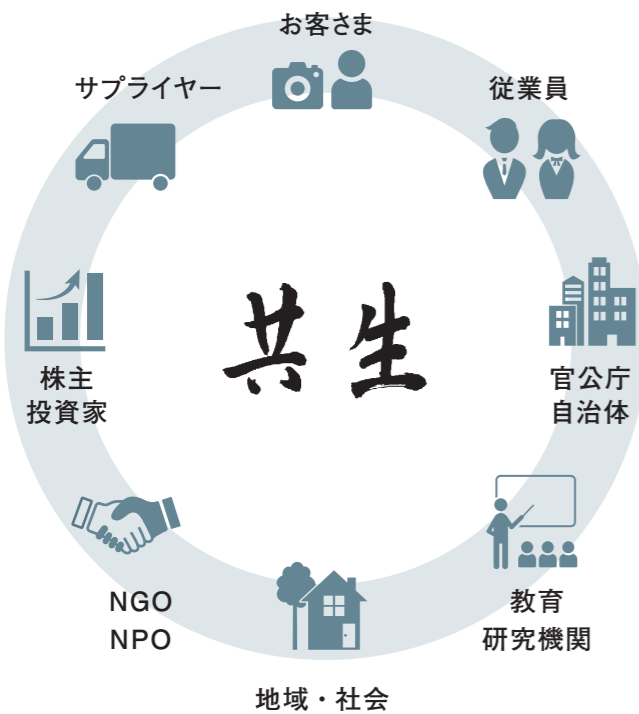 お客さま
サプライヤー
従業員
共生
株主
投資家
官公庁
自治体
NGO
NPO
教育
研究機関
地域・社会